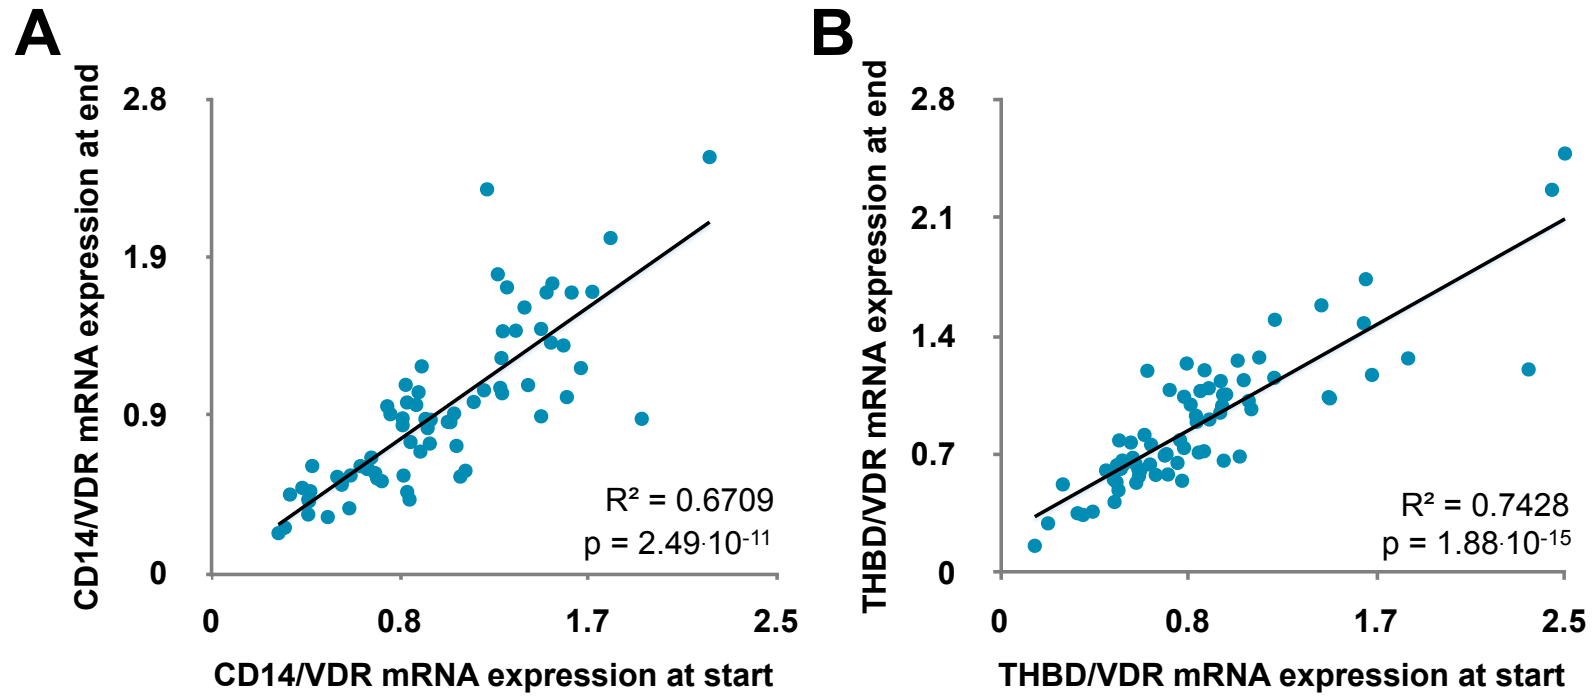 A
CD14/VDR mRNA expression at end
2.8
1.9
0.9
0
0
0.8
1.7
2.5
R² = 0.6709
p = 2.49·10⁻¹¹
CD14/VDR mRNA expression at start
B
THBD/VDR mRNA expression at end
2.8
2.1
1.4
0.7
0
0
0.8
1.7
2.5
R² = 0.7428
p = 1.88·10⁻¹⁵
THBD/VDR mRNA expression at start